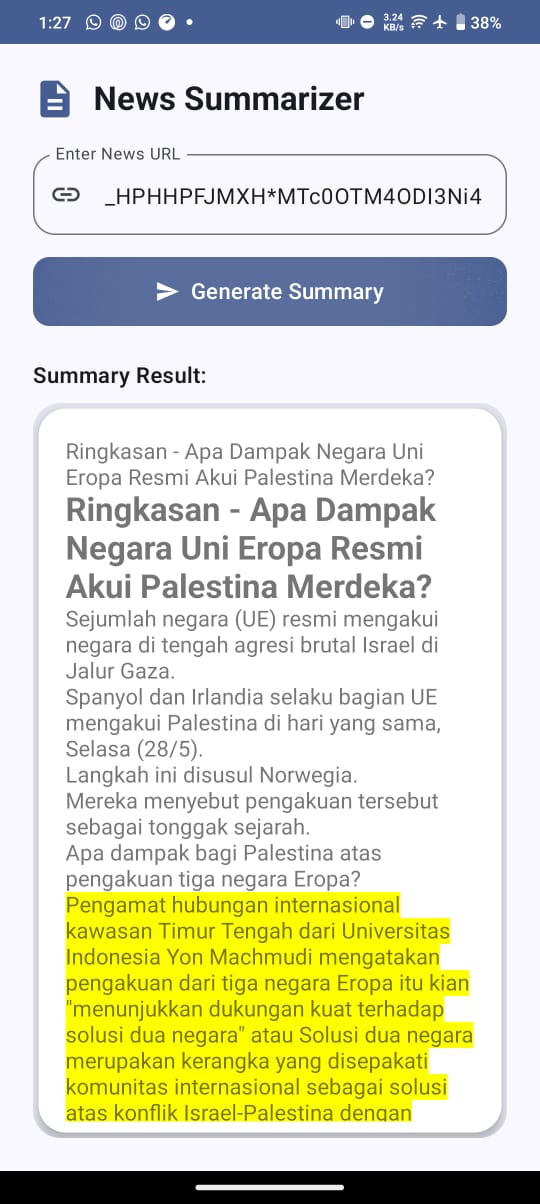 1:27
3.24 KB/s
38%
News Summarizer
Enter News URL
_HPHHPFJMXH*MTc0OTM4ODI3Ni4
Generate Summary
Summary Result:
Ringkasan - Apa Dampak Negara Uni
Eropa Resmi Akui Palestina Merdeka?
Ringkasan - Apa Dampak
Negara Uni Eropa Resmi
Akui Palestina Merdeka?
Sejumlah negara (UE) resmi mengakui
negara di tengah agresi brutal Israel di
Jalur Gaza.
Spanyol dan Irlandia selaku bagian UE
mengakui Palestina di hari yang sama,
Selasa (28/5).
Langkah ini disusul Norwegia.
Mereka menyebut pengakuan tersebut
sebagai tonggak sejarah.
Apa dampak bagi Palestina atas
pengakuan tiga negara Eropa?
Pengamat hubungan internasional
kawasan Timur Tengah dari Universitas
Indonesia Yon Machmudi mengatakan
pengakuan dari tiga negara Eropa itu kian
"menunjukkan dukungan kuat terhadap
solusi dua negara" atau Solusi dua negara
merupakan kerangka yang disepakati
komunitas internasional sebagai solusi
atas konflik Israel-Palestina dengan